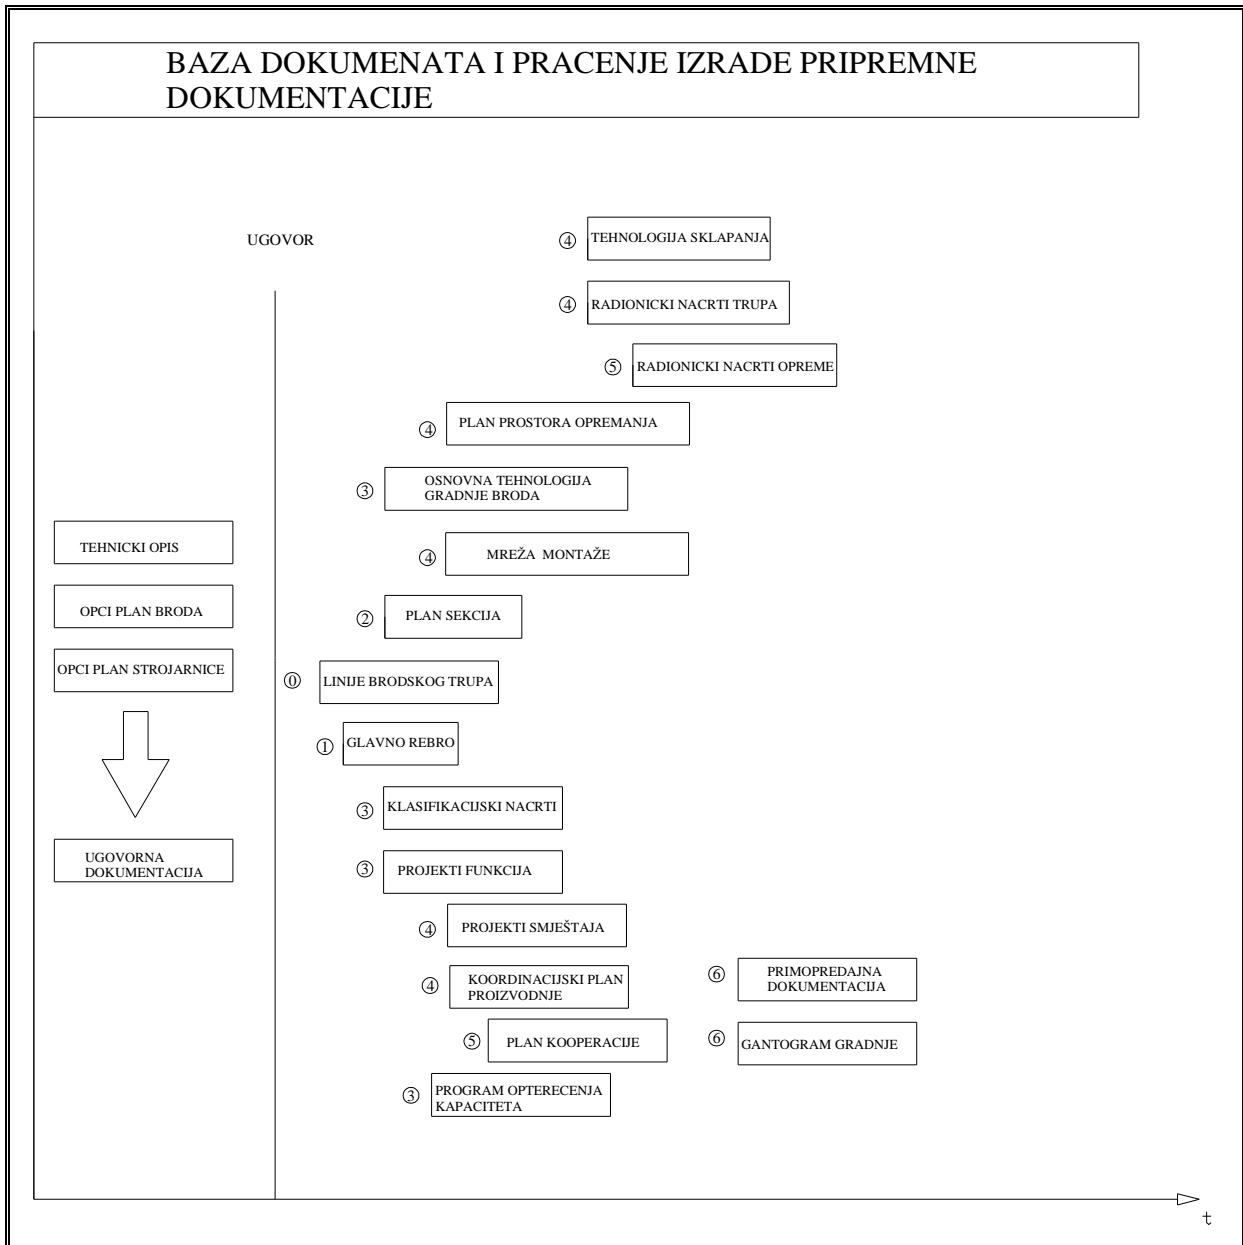 BAZA DOKUMENATA I PRACENJE IZRADE PRIPREMNE
DOKUMENTACIJE
UGOVOR
4 TEHNOLOGIJA SKLAPANJA
4 RADIONICKI NACRTI TRUPA
5 RADIONICKI NACRTI OPREME
4 PLAN PROSTORA OPREMANJA
3 OSNOVNA TEHNOLOGIJA
GRADNJE BRODA
TEHNICKI OPIS
4 MREŽA MONTAŽE
OPCI PLAN BRODA
2 PLAN SEKCIJA
OPCI PLAN STROJARNICE
0 LINIJE BRODSKOG TRUPA
1 GLAVNO REBRO
3 KLASIFIKACIJSKI NACRTI
UGOVORNA
DOKUMENTACIJA
3 PROJEKTI FUNKCIJA
4 PROJEKTI SMJEŠTAJA
4 KOORDINACIJSKI PLAN
PROIZVODNJE
6 PRIMOPREDAJNA
DOKUMENTACIJA
5 PLAN KOOPERACIJE
6 GANTOGRAM GRADNJE
3 PROGRAM OPTERECENJA
KAPACITETA
t